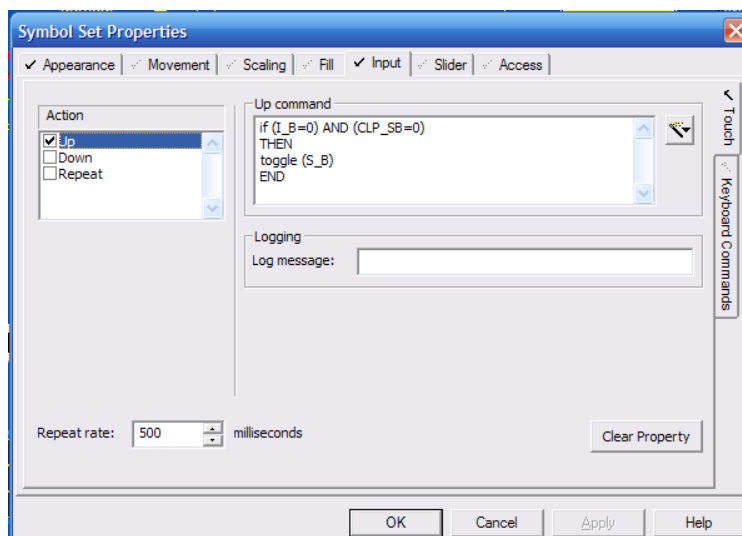 Symbol Set Properties
Appearance Movement Scaling Fill Input Slider Access
Action
Up
Down
Repeat
Up command
if (I_B=0) AND (CLP_SB=0)
THEN
toggle (S_B)
END
Logging
Log message:
Repeat rate: 500 milliseconds
Clear Property
Touch
Keyboard Commands
OK Cancel Apply Help